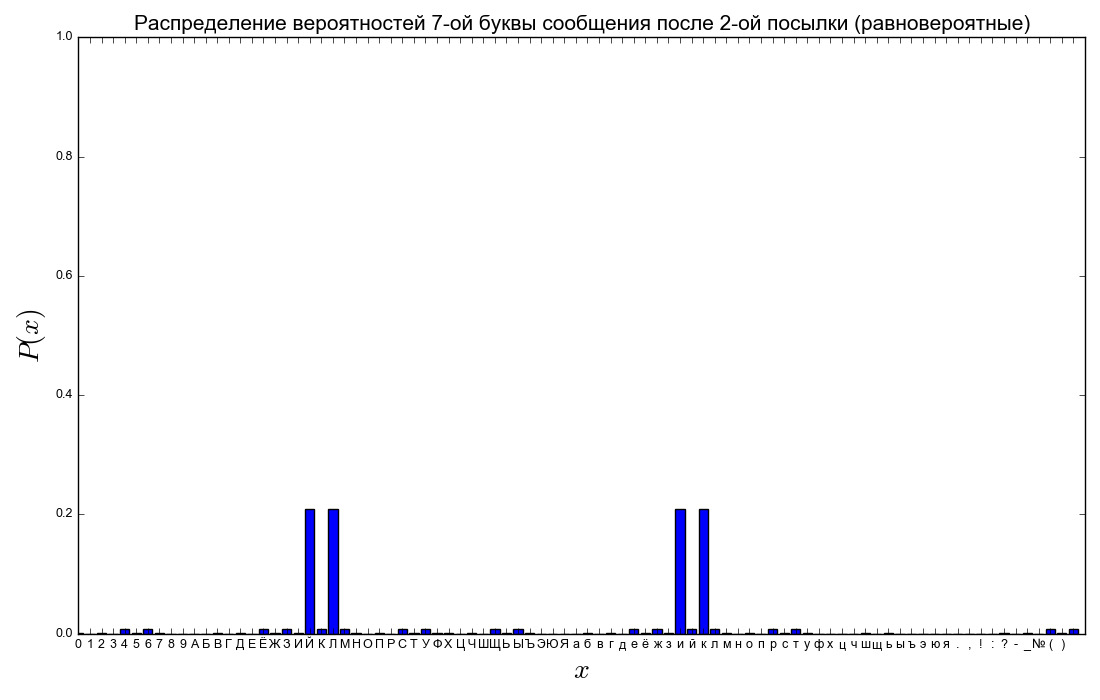 Распределение вероятностей 7-ой буквы сообщения после 2-ой посылки (равновероятные)
1.0
0.8
0.6
0.4
0.2
0.0
P(x)
0 1 2 3 4 5 6 7 8 9 А Б В Г Д Е Ё Ж З И Й К Л М Н О П Р С Т У Ф Х Ц Ч Ш Щ Ь Ы Ъ Э Ю Я а б в г д е ё ж з и й к л м н о п р с т у ф х ц ч ш щ ь ы ъ э ю я . , ! : ? - _ № ( )
x